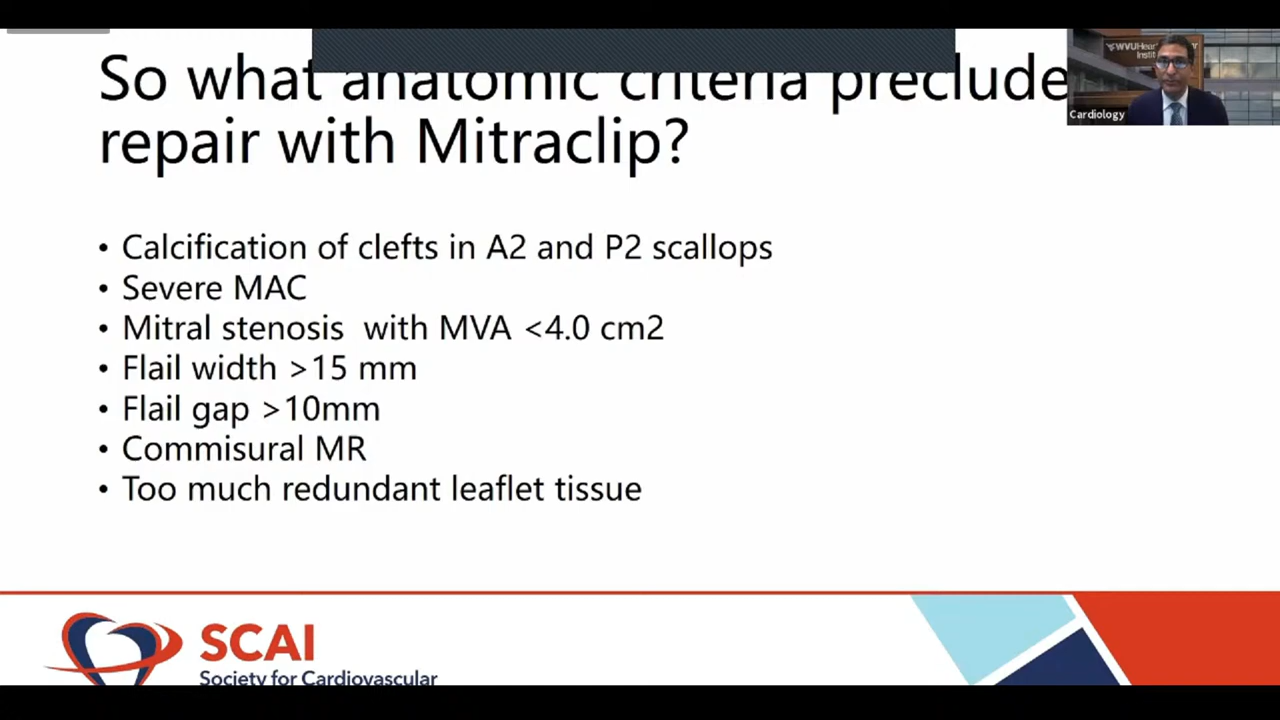 So what anatomic criteria preclude
repair with Mitraclip?
• Calcification of clefts in A2 and P2 scallops
• Severe MAC
• Mitral stenosis with MVA <4.0 cm2
• Flail width >15 mm
• Flail gap >10mm
• Commisural MR
• Too much redundant leaflet tissue
SCAI
Society for Cardiovascular
Cardiology